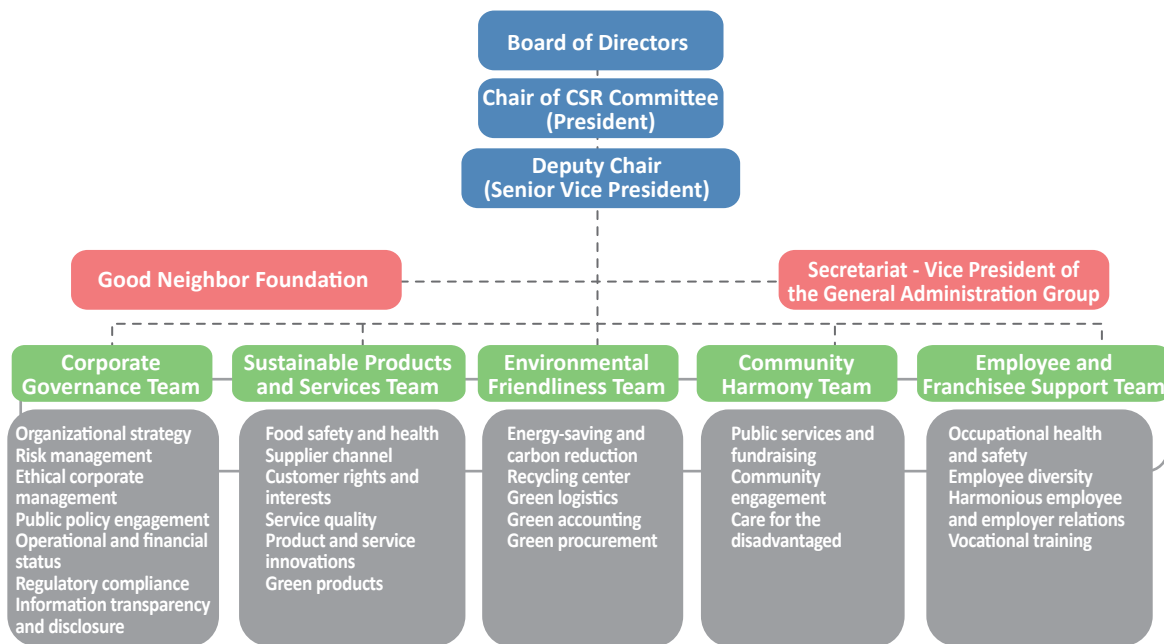 Board of Directors
Chair of CSR Committee
(President)
Deputy Chair
(Senior Vice President)
Good Neighbor Foundation
Secretariat - Vice President of
the General Administration Group
Corporate
Governance Team
Organizational strategy
Risk management
Ethical corporate
management
Public policy engagement
Operational and financial
status
Regulatory compliance
Information transparency
and disclosure
Sustainable Products
and Services Team
Food safety and health
Supplier channel
Customer rights and
interests
Service quality
Product and service
innovations
Green products
Environmental
Friendliness Team
Energy-saving and
carbon reduction
Recycling center
Green logistics
Green accounting
Green procurement
Community
Harmony Team
Public services and
fundraising
Community
engagement
Care for the
disadvantaged
Employee and
Franchisee Support Team
Occupational health
and safety
Employee diversity
Harmonious employee
and employer relations
Vocational training